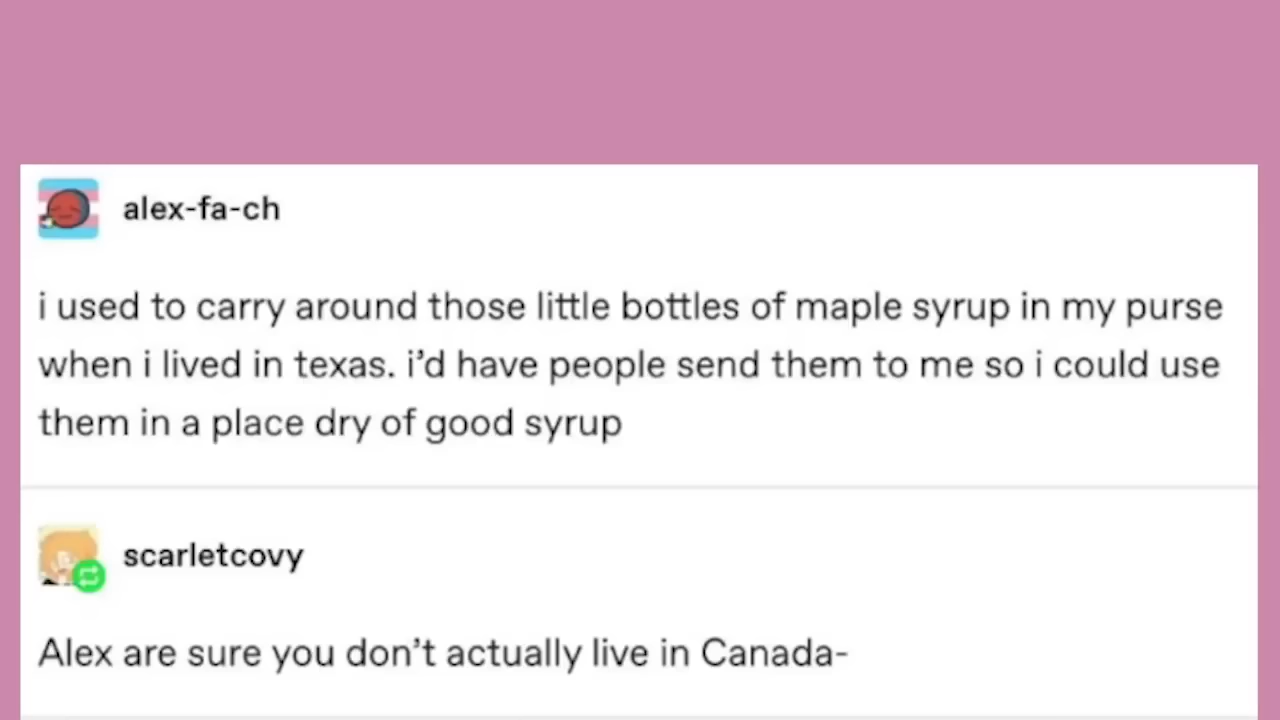 alex-fa-ch
i used to carry around those little bottles of maple syrup in my purse
when i lived in texas. i’d have people send them to me so i could use
them in a place dry of good syrup
scarletcovy
Alex are sure you don’t actually live in Canada-